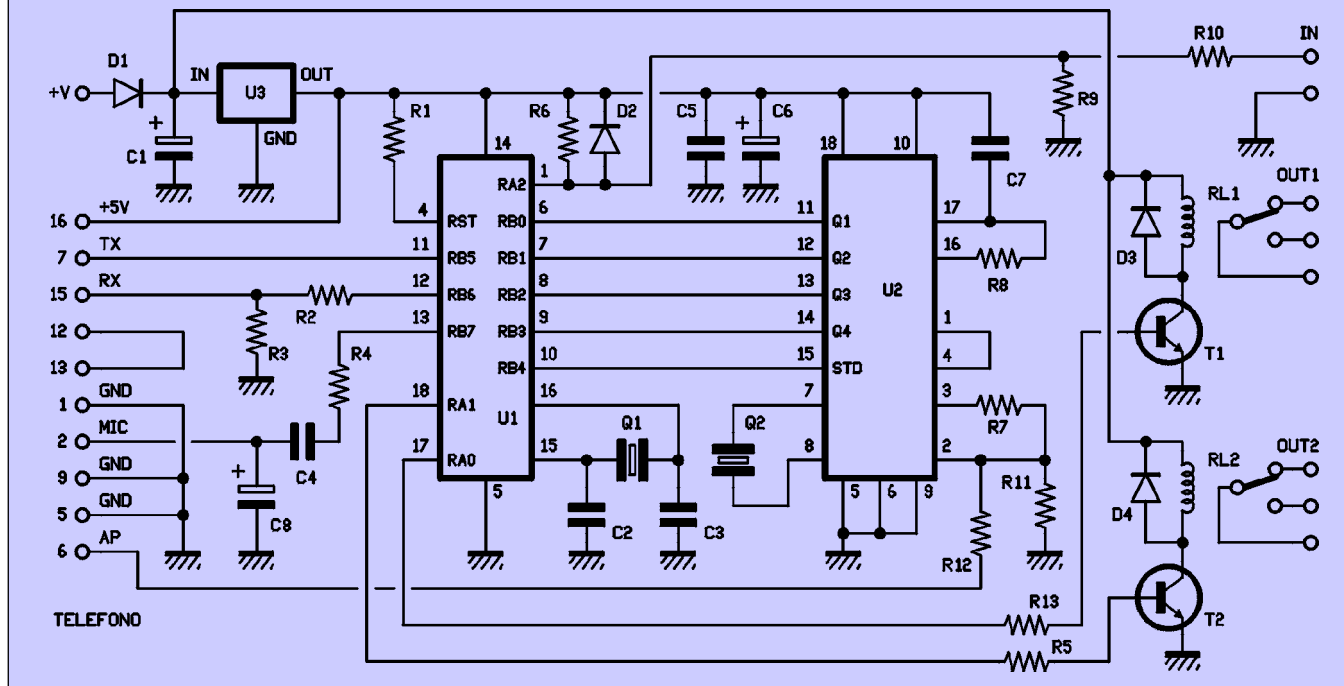 R10 IN
D1
IN OUT
+V U3 R1 R6 D2 C5 + C6 R9
+ GND
C1 14 18 10 C7
1
RA2
RL1 OUT1
16 +5V 4 RST RB0 6 11 Q1 17
7 TX 11 RB5 RB1 7 12 Q2 16 D3
R8
15 RX 12 RB6 RB2 8 13 Q3 U2
R2
12 13 RB7 RB3 9 14 Q4 1
R3 R4 T1
13 RB4 10 15 STD 4
1 GND 18 RA1 16 7 3
U1 Q1 Q2 R7
2 MIC 17 RA0 15 8 2 OUT2
+ RL2
9 GND C4 R11
5 6 9 D4
5 GND C8 C2 C3
6 AP R12
R13
TELEFONO T2
R5